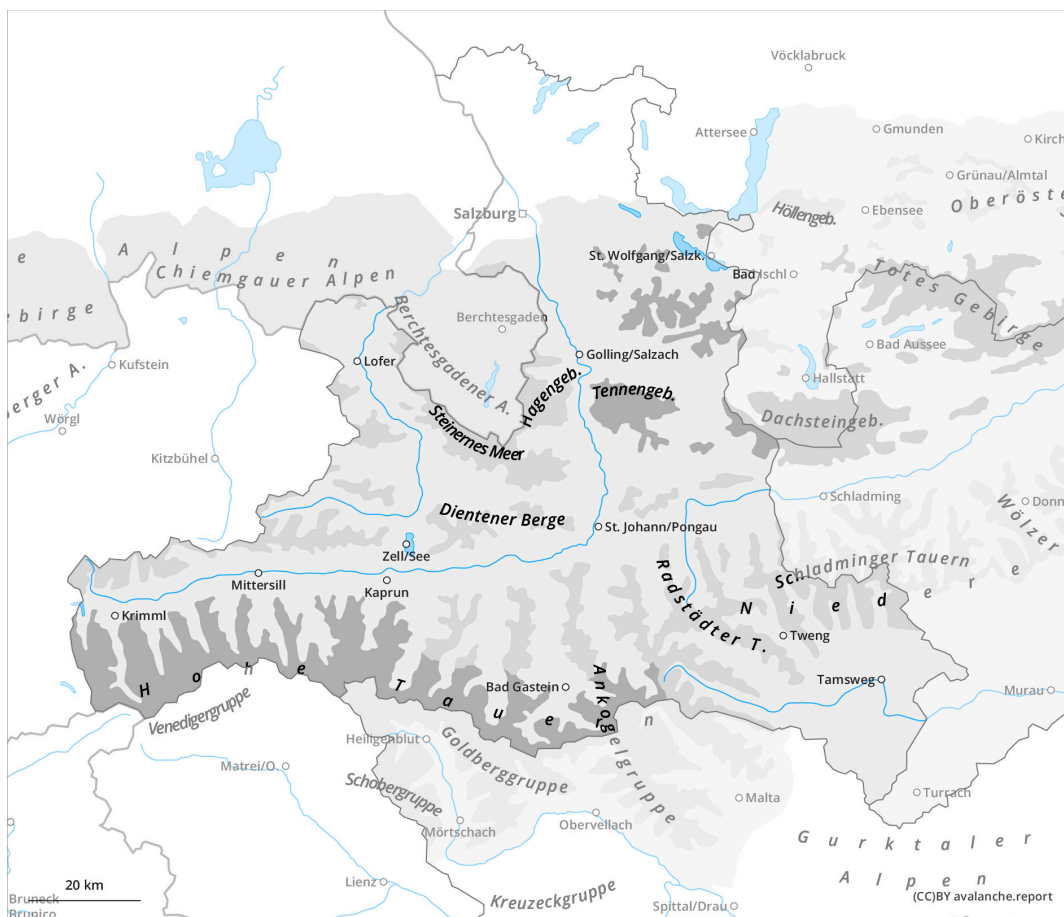 Vöcklabruck
Attersee
Gmunden
Kirch
Grünau/Almtal
Oberöst
Salzburg
Höllengeb.
Ebensee
e
Alpen
Chiemgauer Alpen
St. Wolfgang/Salzk.
Bad Ischl
Totes Gebirge
ebirge
Berchtesgaden
Berchtesgadener A.
Bad Aussee
Kufstein
Lofer
Golling/Salzach
Hallstatt
berger A.
Hagengeb.
Tennengeb.
Wörgl
Steinernes Meer
Dachsteingeb.
Kitzbühel
Schladming
Donn
Wölzer
Dientener Berge
St. Johann/Pongau
Zell/See
Schladminger Tauern
Mittersill
Kaprun
Radstädter T.
Niedere
Krimml
Tweng
Hohe Tauern
Bad Gastein
Ankogelgruppe
Tamsweg
Murau
Venedigergruppe
Heiligenblut
Goldberggruppe
Matrei/O.
Schobergruppe
Malta
Turrach
Mörtschach
Obervellach
Gurktaler
Alpen
20 km
Lienz
Kreuzeckgruppe
Bruneck
Brunico
Spittal/Drau
(CC)BY avalanche.report